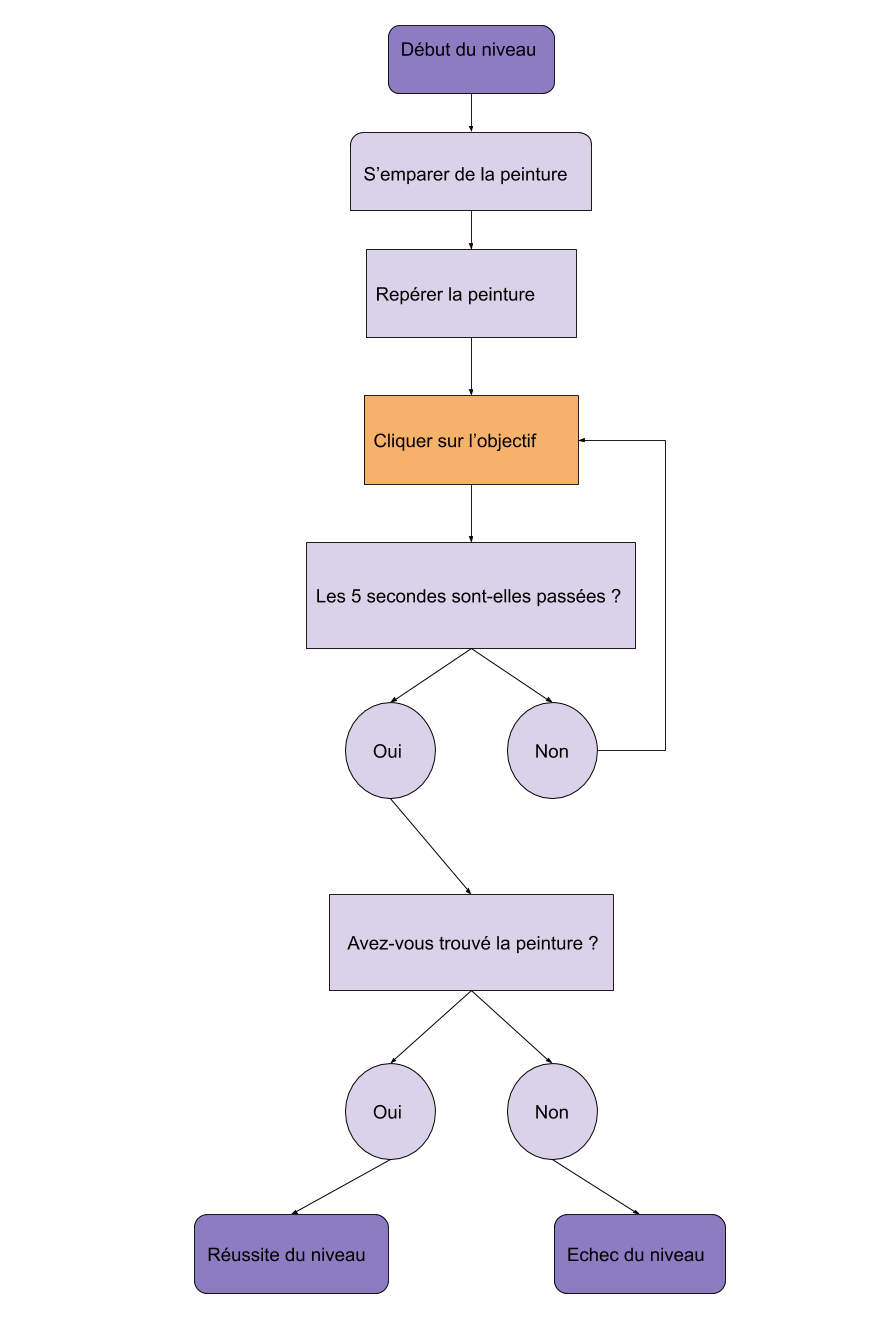 Début du niveau
S’emparer de la peinture
Repérer la peinture
Cliquer sur l’objectif
Les 5 secondes sont-elles passées ?
Oui
Non
Avez-vous trouvé la peinture ?
Oui
Non
Réussite du niveau
Echec du niveau